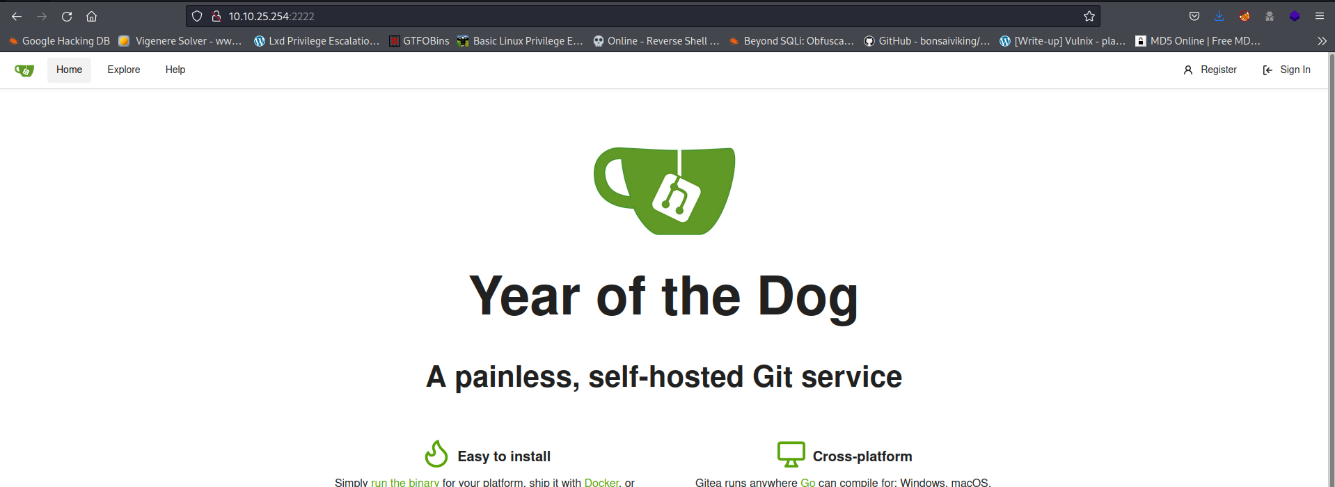 10.10.25.254:2222
Google Hacking DB Vigenere Solver - ww... Lxd Privilege Escalatio... GTFOBins Basic Linux Privilege E... Online - Reverse Shell ... Beyond SQLi: Obfusca... GitHub - bonsaiviking/... [Write-up] Vulnix - pla... MD5 Online | Free MD...
Home Explore Help Register Sign In
Year of the Dog
A painless, self-hosted Git service
Easy to install Cross-platform
Simply run the binary for your platform, ship it with Docker, or Gitea runs anywhere Go can compile for: Windows, macOS,